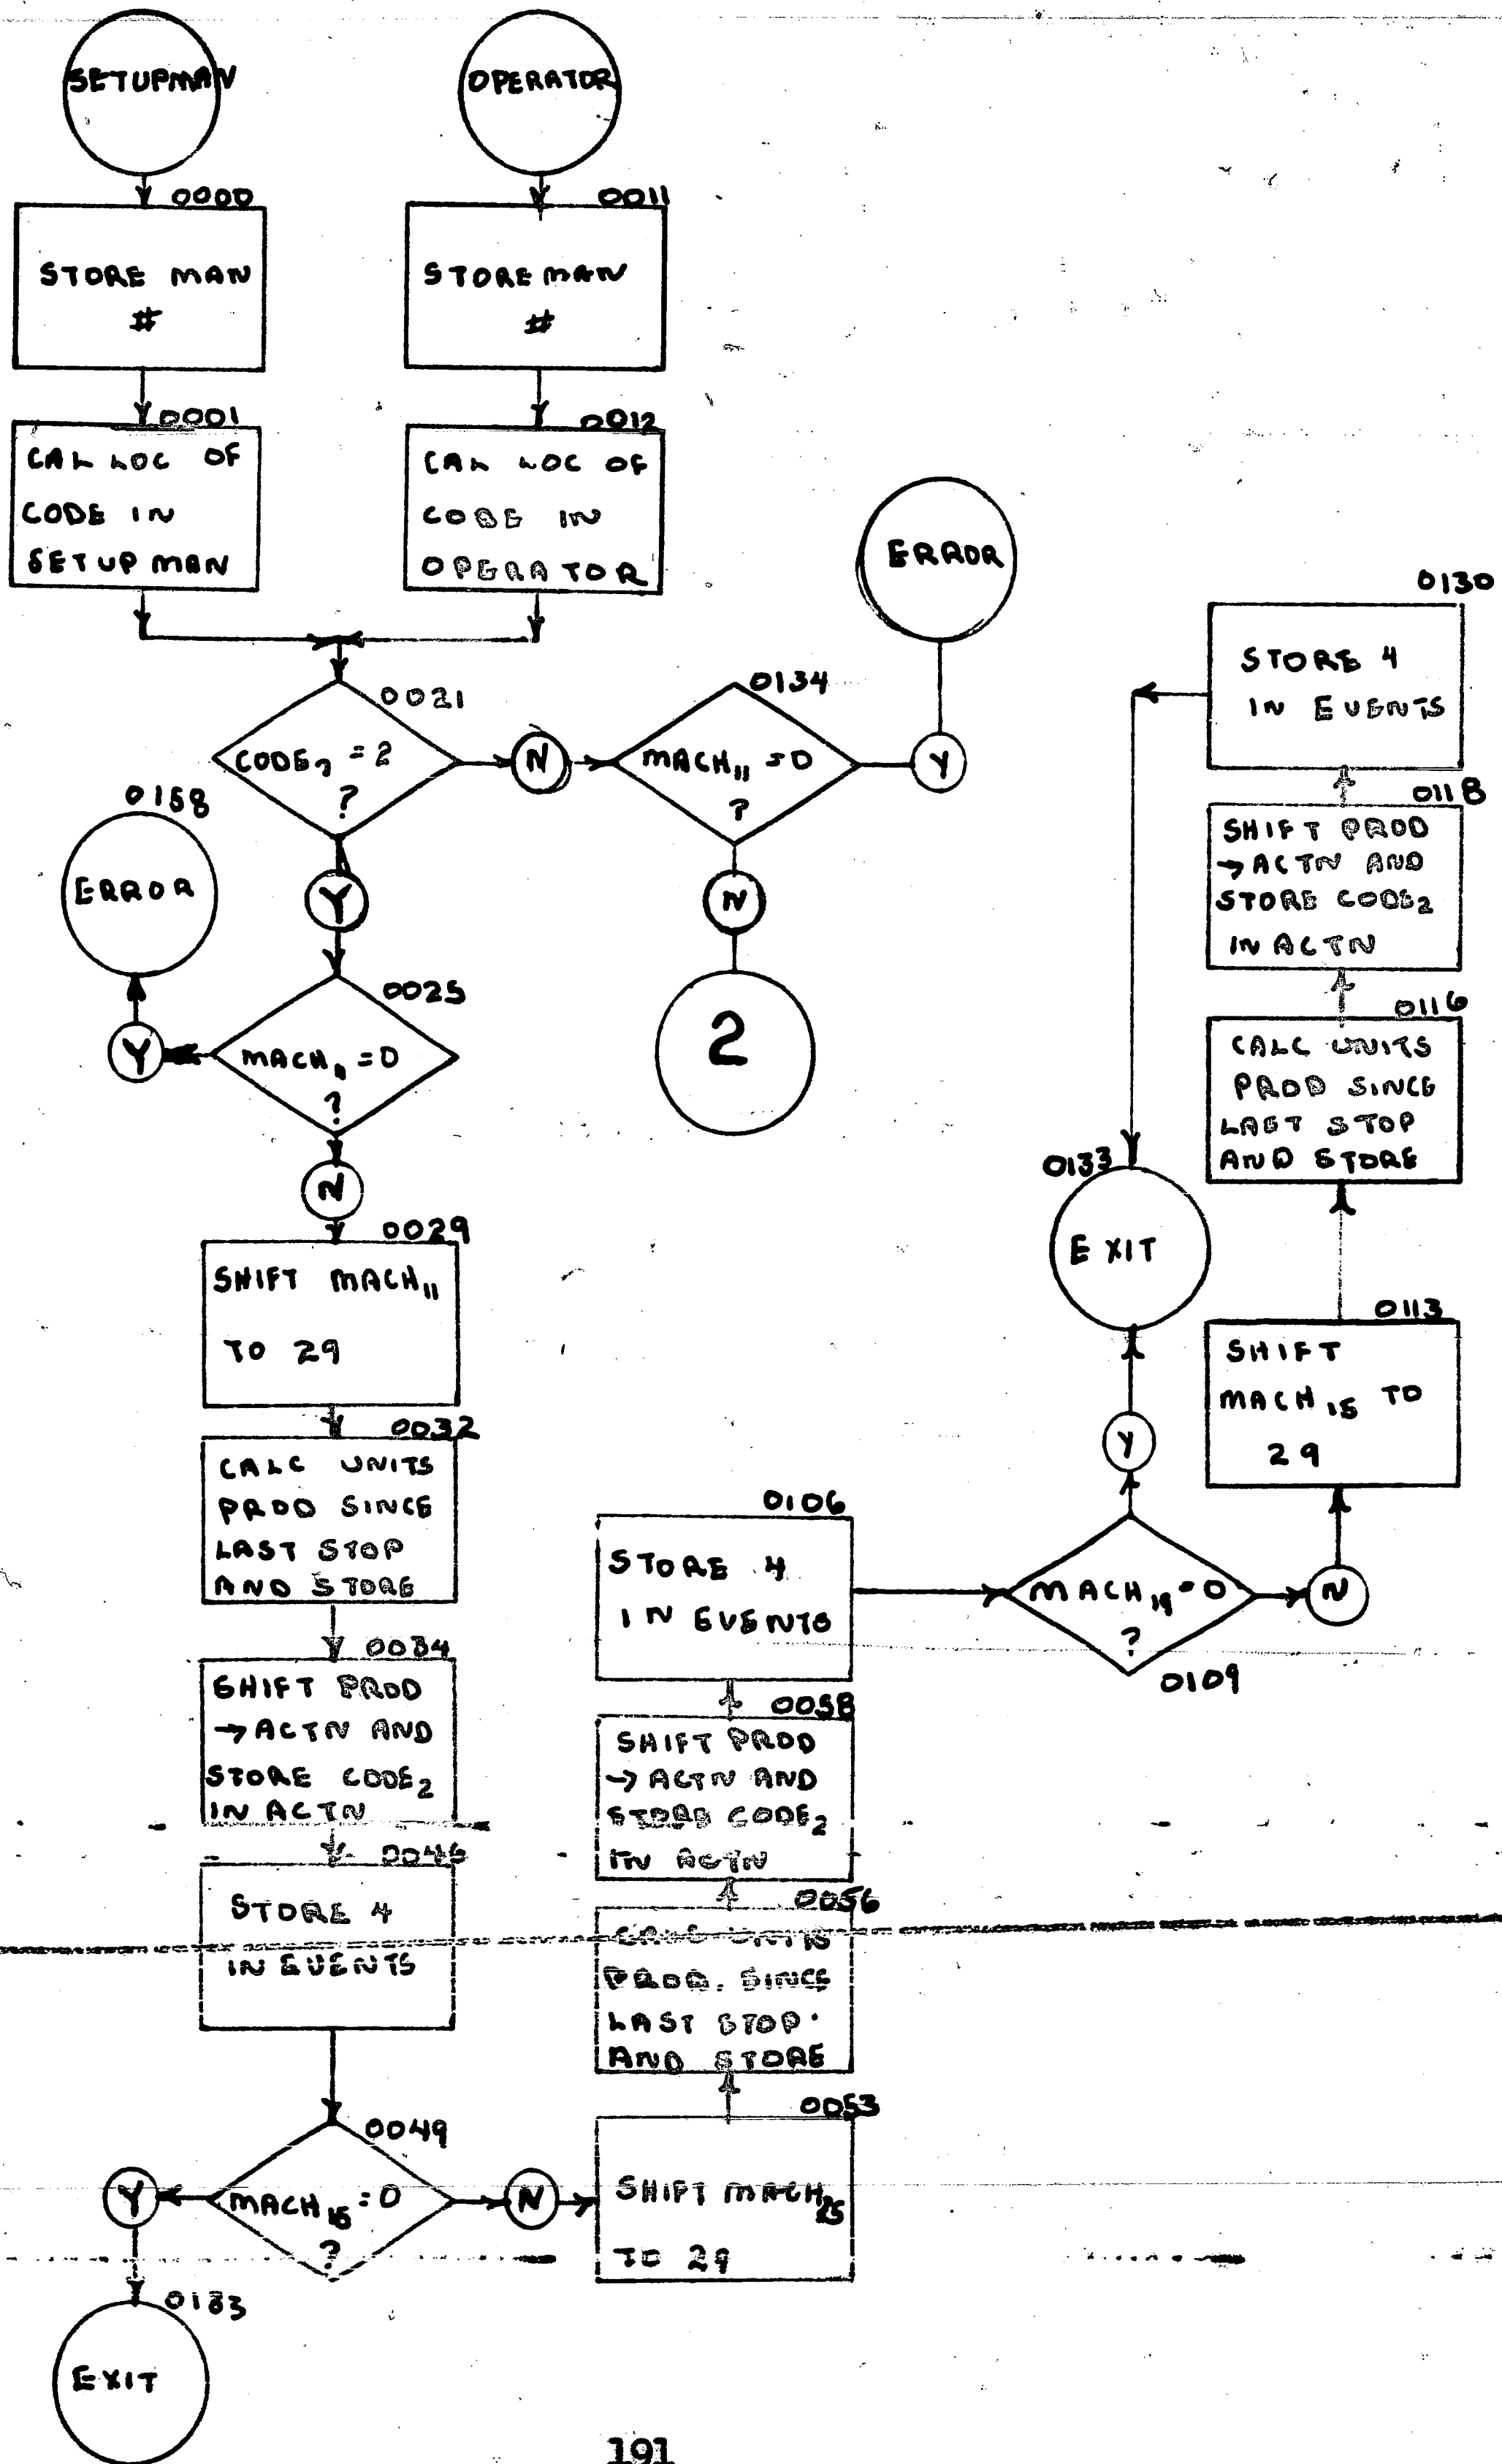 SETUPMAN
0000
STORE MAN
#
0001
CAL LOC OF
CODE IN
SETUP MAN
OPERATOR
0011
STORE MAN
#
0012
CAL LOC OF
CODE IN
OPERATOR
0021
CODE₂ = 2
?
N
0134
MACH₁₁ = 0
?
Y
ERROR
N
2
Y
0025
MACH₁₁ = 0
?
Y
0158
ERROR
N
0029
SHIFT MACH₁₁
TO 29
0032
CALC UNITS
PROD SINCE
LAST STOP
AND STORE
0034
SHIFT PROD
→ ACTN AND
STORE CODE₂
IN ACTN
0046
STORE 4
IN EVENTS
0049
MACH₁₅ = 0
?
Y
0133
EXIT
N
0053
SHIFT MACH
TO 29
0056
CALC UNITS
PROD. SINCE
LAST STOP
AND STORE
0058
SHIFT PROD
→ ACTN AND
STORE CODE₂
IN ACTN
0106
STORE 4
IN EVENTS
0109
MACH₁₉ = 0
?
Y
0133
EXIT
N
0113
SHIFT
MACH₁₅ TO
29
0116
CALC UNITS
PROD SINCE
LAST STOP
AND STORE
0118
SHIFT PROD
→ ACTN AND
STORE CODE₂
IN ACTN
0130
STORE 4
IN EVENTS
191